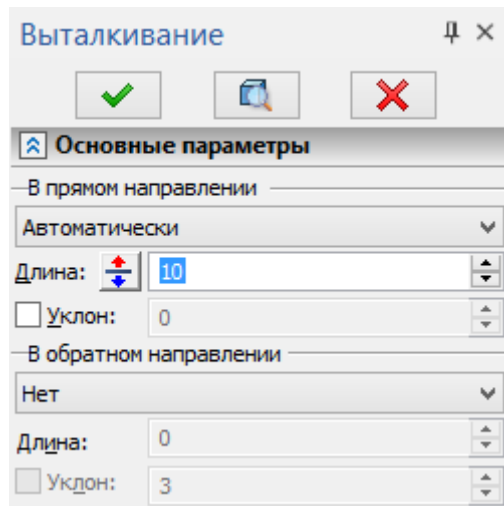 Выталкивание
Основные параметры
В прямом направлении
Автоматически
Длина: 10
Уклон: 0
В обратном направлении
Нет
Длина: 0
Уклон: 3